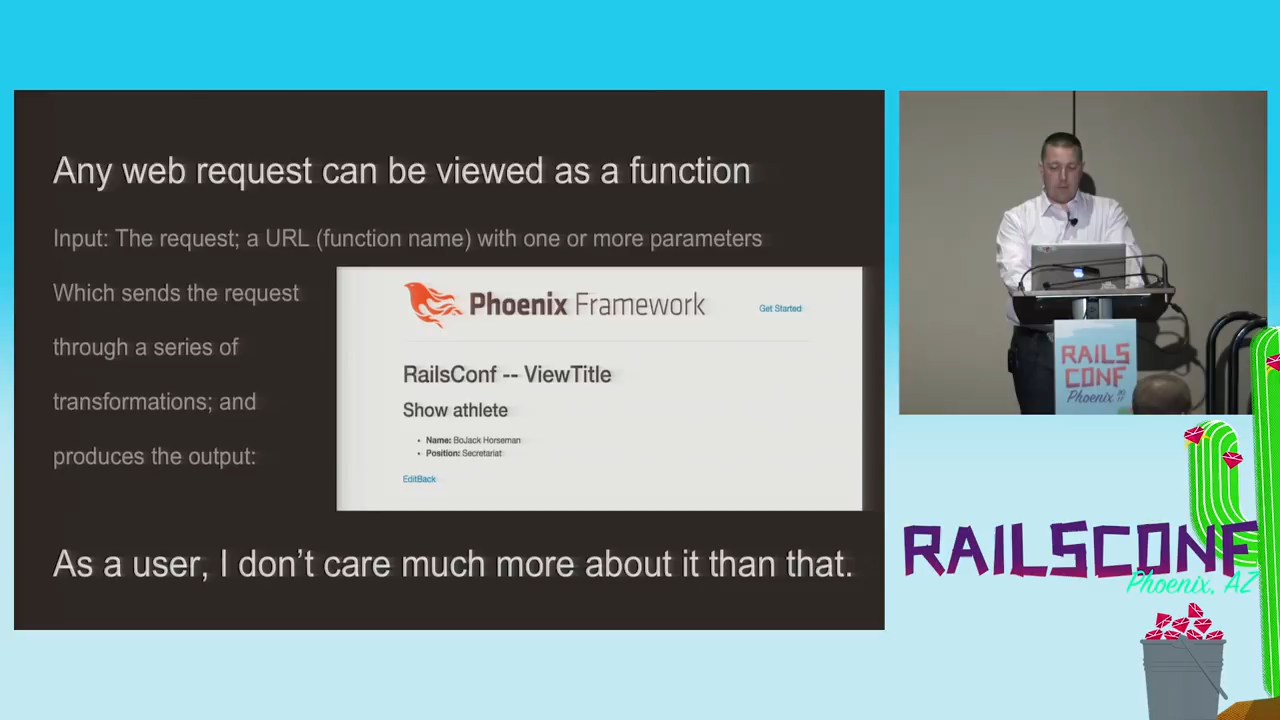 Any web request can be viewed as a function
Input: The request; a URL (function name) with one or more parameters
Which sends the request
through a series of
transformations; and
produces the output:
Phoenix Framework
Get Started
RailsConf -- ViewTitle
Show athlete
Name: BoJack Horseman
Position: Secretariat
EditBack
As a user, I don't care much more about it than that.
RAILS
CONF
Phoenix 2017
RAILSCONF
Phoenix, AZ